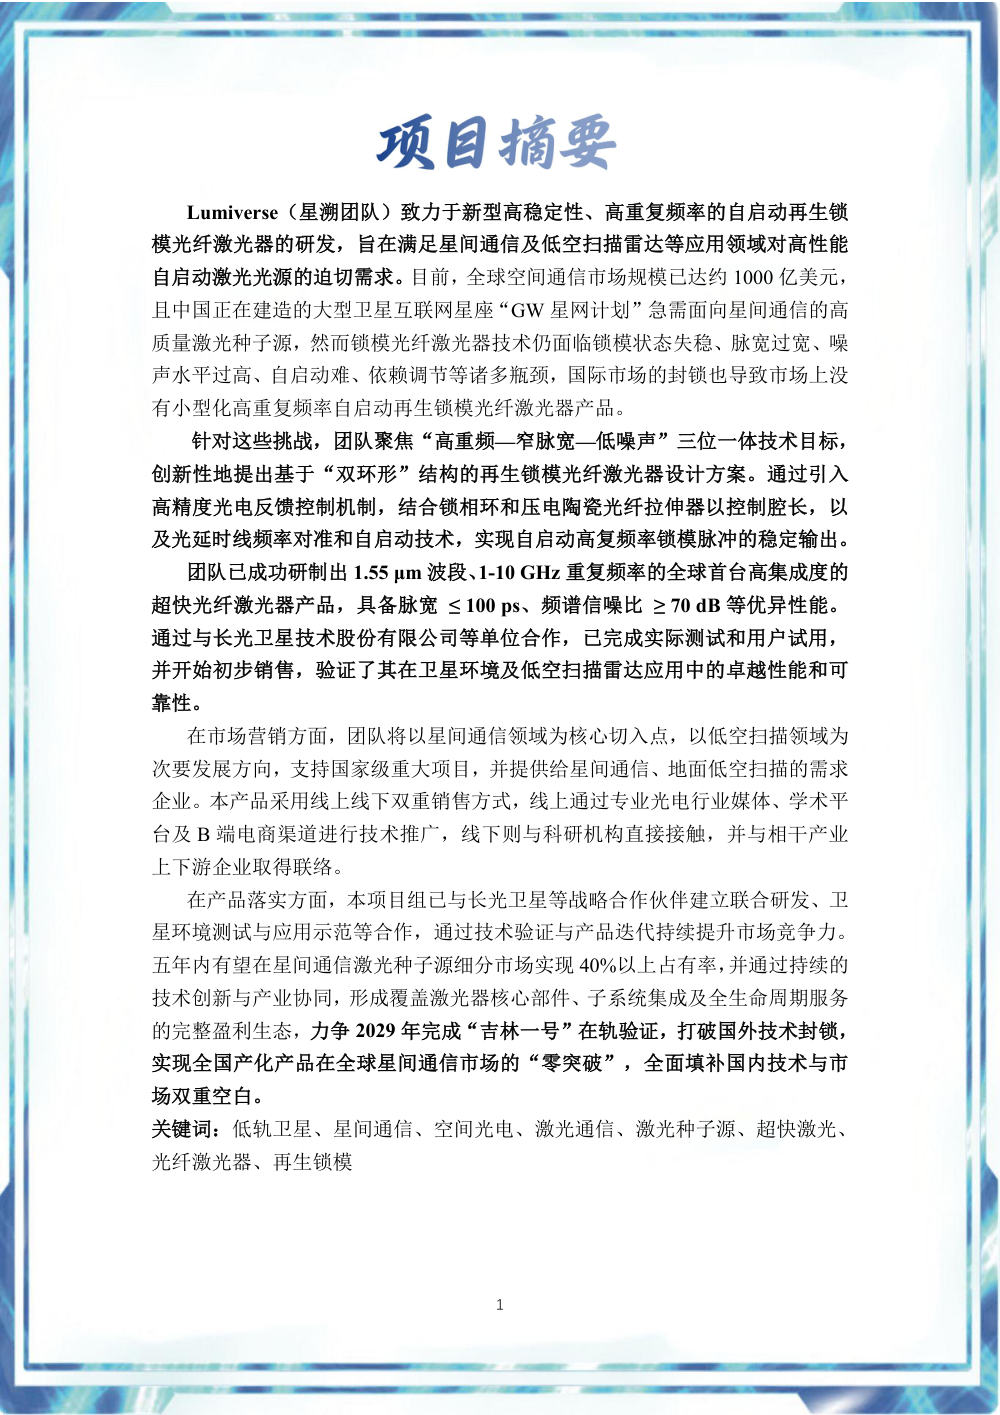 项目摘要
Lumiverse（星溯团队）致力于新型高稳定性、高重复频率的自启动再生锁
模光纤激光器的研发，旨在满足星间通信及低空扫描雷达等应用领域对高性能
自启动激光光源的迫切需求。目前，全球空间通信市场规模已达约 1000 亿美元，
且中国正在建造的大型卫星互联网星座“GW 星网计划”急需面向星间通信的高
质量激光种子源，然而锁模光纤激光器技术仍面临锁模状态失稳、脉宽过宽、噪
声水平过高、自启动难、依赖调节等诸多瓶颈，国际市场的封锁也导致市场上没
有小型化高重复频率自启动再生锁模光纤激光器产品。
针对这些挑战，团队聚焦“高重频—窄脉宽—低噪声”三位一体技术目标，
创新性地提出基于“双环形”结构的再生锁模光纤激光器设计方案。通过引入
高精度光电反馈控制机制，结合锁相环和压电陶瓷光纤拉伸器以控制腔长，以
及光延时线频率对准和自启动技术，实现自启动高复频率锁模脉冲的稳定输出。
团队已成功研制出 1.55 μm 波段、1-10 GHz 重复频率的全球首台高集成度的
超快光纤激光器产品，具备脉宽 ≤ 100 ps、频谱信噪比 ≥ 70 dB 等优异性能。
通过与长光卫星技术股份有限公司等单位合作，已完成实际测试和用户试用，
并开始初步销售，验证了其在卫星环境及低空扫描雷达应用中的卓越性能和可
靠性。
在市场营销方面，团队将以星间通信领域为核心切入点，以低空扫描领域为
次要发展方向，支持国家级重大项目，并提供给星间通信、地面低空扫描的需求
企业。本产品采用线上线下双重销售方式，线上通过专业光电行业媒体、学术平
台及 B 端电商渠道进行技术推广，线下则与科研机构直接接触，并与相干产业
上下游企业取得联络。
在产品落实方面，本项目组已与长光卫星等战略合作伙伴建立联合研发、卫
星环境测试与应用示范等合作，通过技术验证与产品迭代持续提升市场竞争力。
五年内有望在星间通信激光种子源细分市场实现 40%以上占有率，并通过持续的
技术创新与产业协同，形成覆盖激光器核心部件、子系统集成及全生命周期服务
的完整盈利生态，力争 2029 年完成“吉林一号”在轨验证，打破国外技术封锁，
实现全国产化产品在全球星间通信市场的“零突破”，全面填补国内技术与市
场双重空白。
关键词：低轨卫星、星间通信、空间光电、激光通信、激光种子源、超快激光、
光纤激光器、再生锁模
1